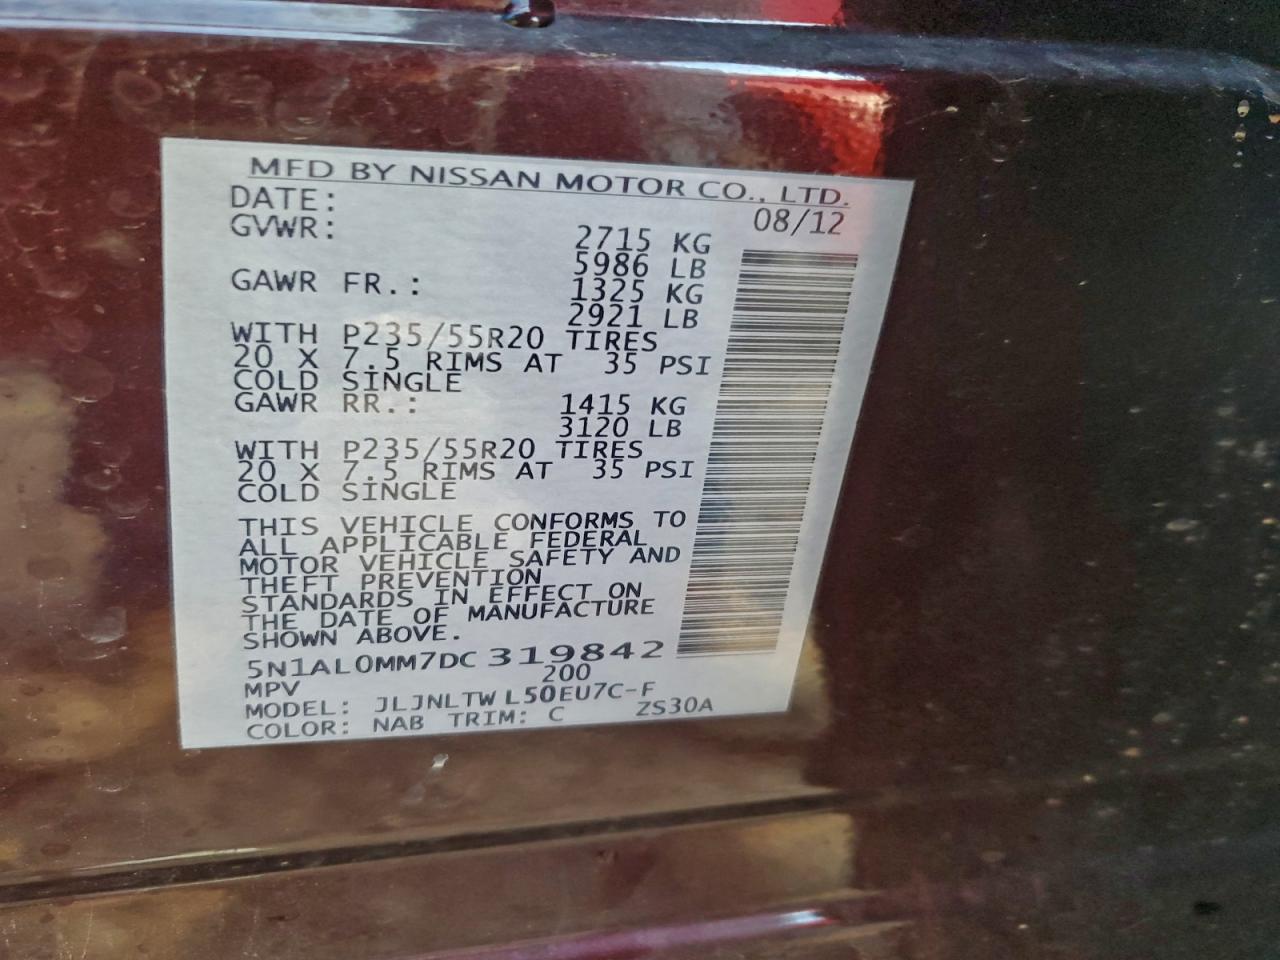 MFD BY NISSAN MOTOR CO., LTD.
DATE: 08/12
GVWR: 2715 KG
5986 LB
GAWR FR.: 1325 KG
2921 LB
WITH P235/55R20 TIRES
20 X 7.5 RIMS AT 35 PSI
COLD SINGLE
GAWR RR.: 1415 KG
3120 LB
WITH P235/55R20 TIRES
20 X 7.5 RIMS AT 35 PSI
COLD SINGLE
THIS VEHICLE CONFORMS TO
ALL APPLICABLE FEDERAL
MOTOR VEHICLE SAFETY AND
THEFT PREVENTION
STANDARDS IN EFFECT ON
THE DATE OF MANUFACTURE
SHOWN ABOVE.
5N1AL0MM7DC 319842
MPV 200
MODEL: JLJNLTW L50EU7C-F
COLOR: NAB TRIM: C ZS30A